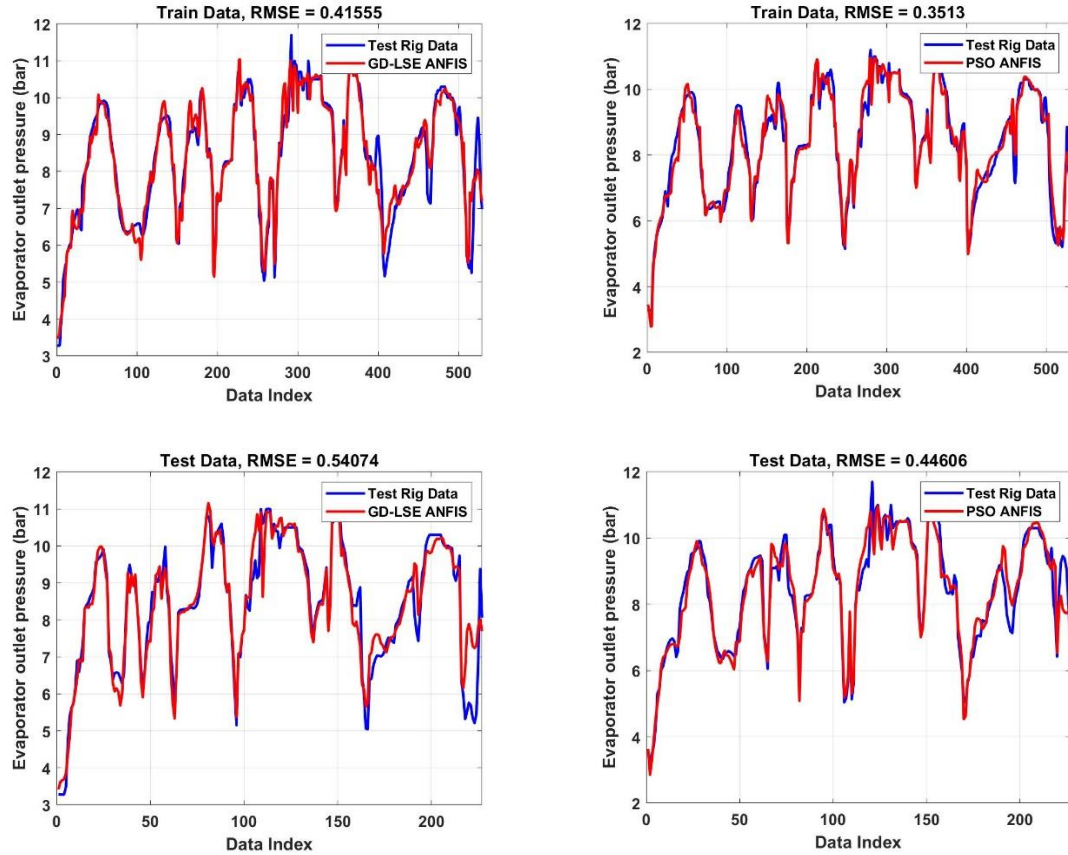 Train Data, RMSE = 0.41555
12
11
10
9
8
7
6
5
4
3
Evaporator outlet pressure (bar)
Test Rig Data
GD-LSE ANFIS
0 100 200 300 400 500
Data Index
Train Data, RMSE = 0.3513
12
10
8
6
4
2
Evaporator outlet pressure (bar)
Test Rig Data
PSO ANFIS
0 100 200 300 400 500
Data Index
Test Data, RMSE = 0.54074
12
11
10
9
8
7
6
5
4
3
Evaporator outlet pressure (bar)
Test Rig Data
GD-LSE ANFIS
0 50 100 150 200
Data Index
Test Data, RMSE = 0.44606
12
10
8
6
4
2
Evaporator outlet pressure (bar)
Test Rig Data
PSO ANFIS
0 50 100 150 200
Data Index